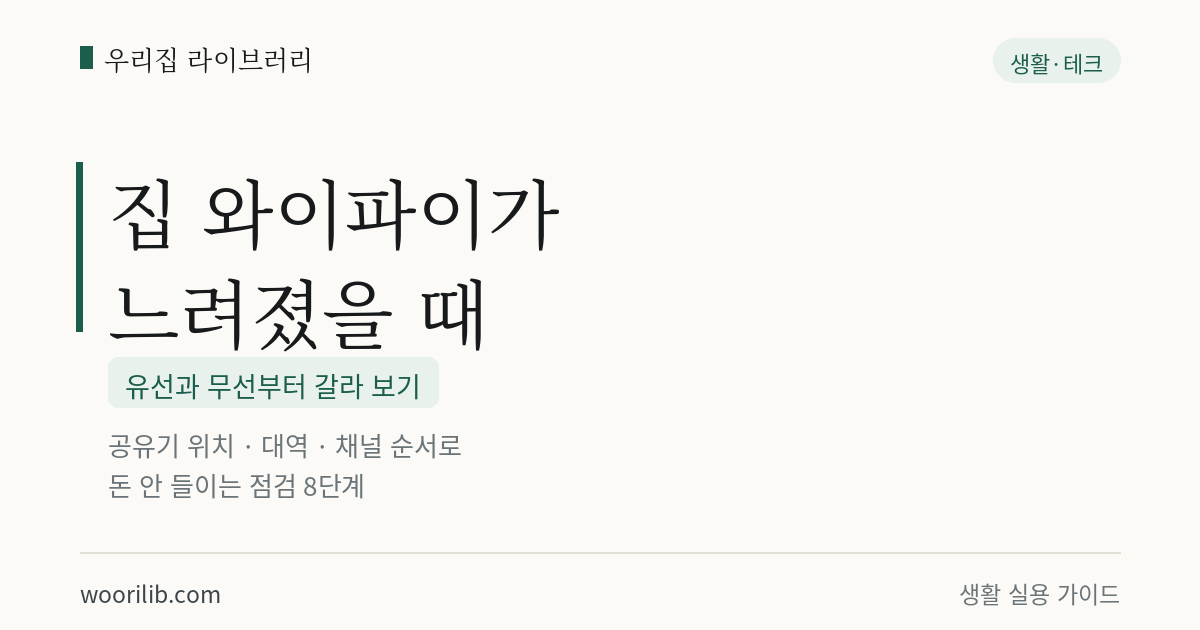 우리집 라이브러리
생활·테크
집 와이파이가
느려졌을 때
유선과 무선부터 갈라 보기
공유기 위치 · 대역 · 채널 순서로
돈 안 들이는 점검 8단계
woorilib.com
생활 실용 가이드